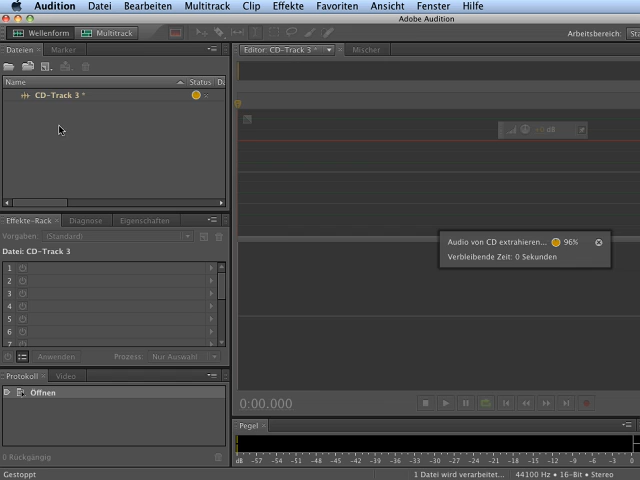 Audition Datei Bearbeiten Multitrack Clip Effekte Favoriten Ansicht Fenster Hilfe
Adobe Audition
Wellenform Multitrack Arbeitsbereich:
Dateien Marker
Editor: CD-Track 3 * Mischer
Name Status
CD-Track 3 *
+0 dB
Audio von CD extrahieren... 96%
Verbleibende Zeit: 0 Sekunden
Effekte-Rack Diagnose Eigenschaften
Vorgaben: (Standard)
Datei: CD-Track 3
1
2
3
4
5
6
7
Anwenden Prozess: Nur Auswahl
Protokoll Video
Öffnen
0:00.000
Pegel
dB -57 -54 -51 -48 -45 -42 -39 -36 -33 -30 -27 -24 -21 -18 -15 -12 -9 -6 -3 0
0 Rückgängig
Gestoppt 1 Datei wird verarbeitet... 44100 Hz • 16-Bit • Stereo